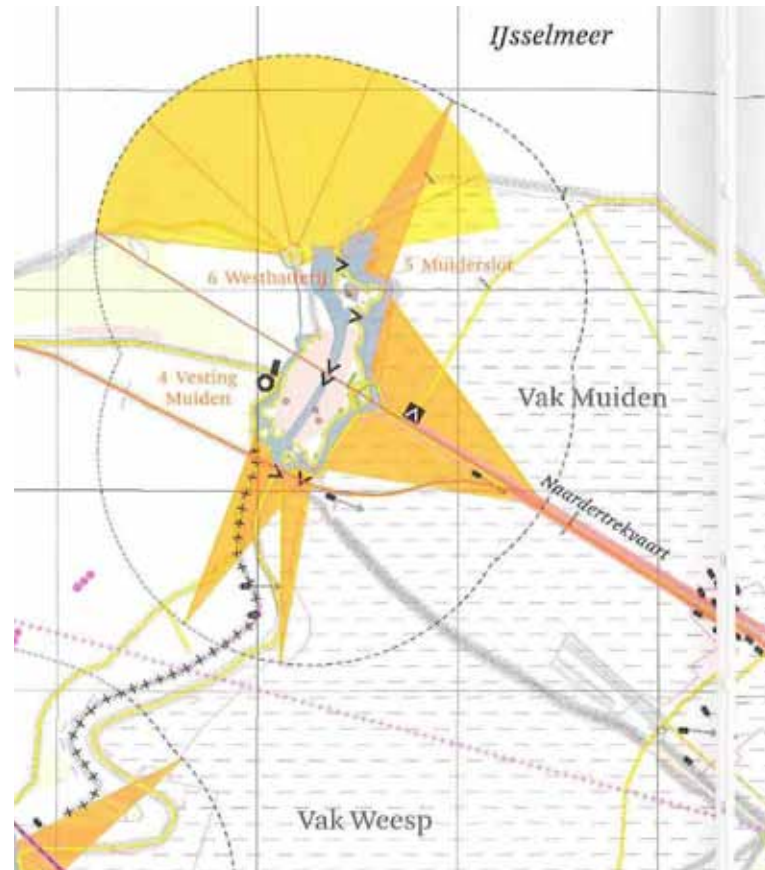 IJsselmeer
6 Westbatterij
5 Muiderslot
4 Vesting
Muiden
Vak Muiden
Naardertrekvaart
Vak Weesp